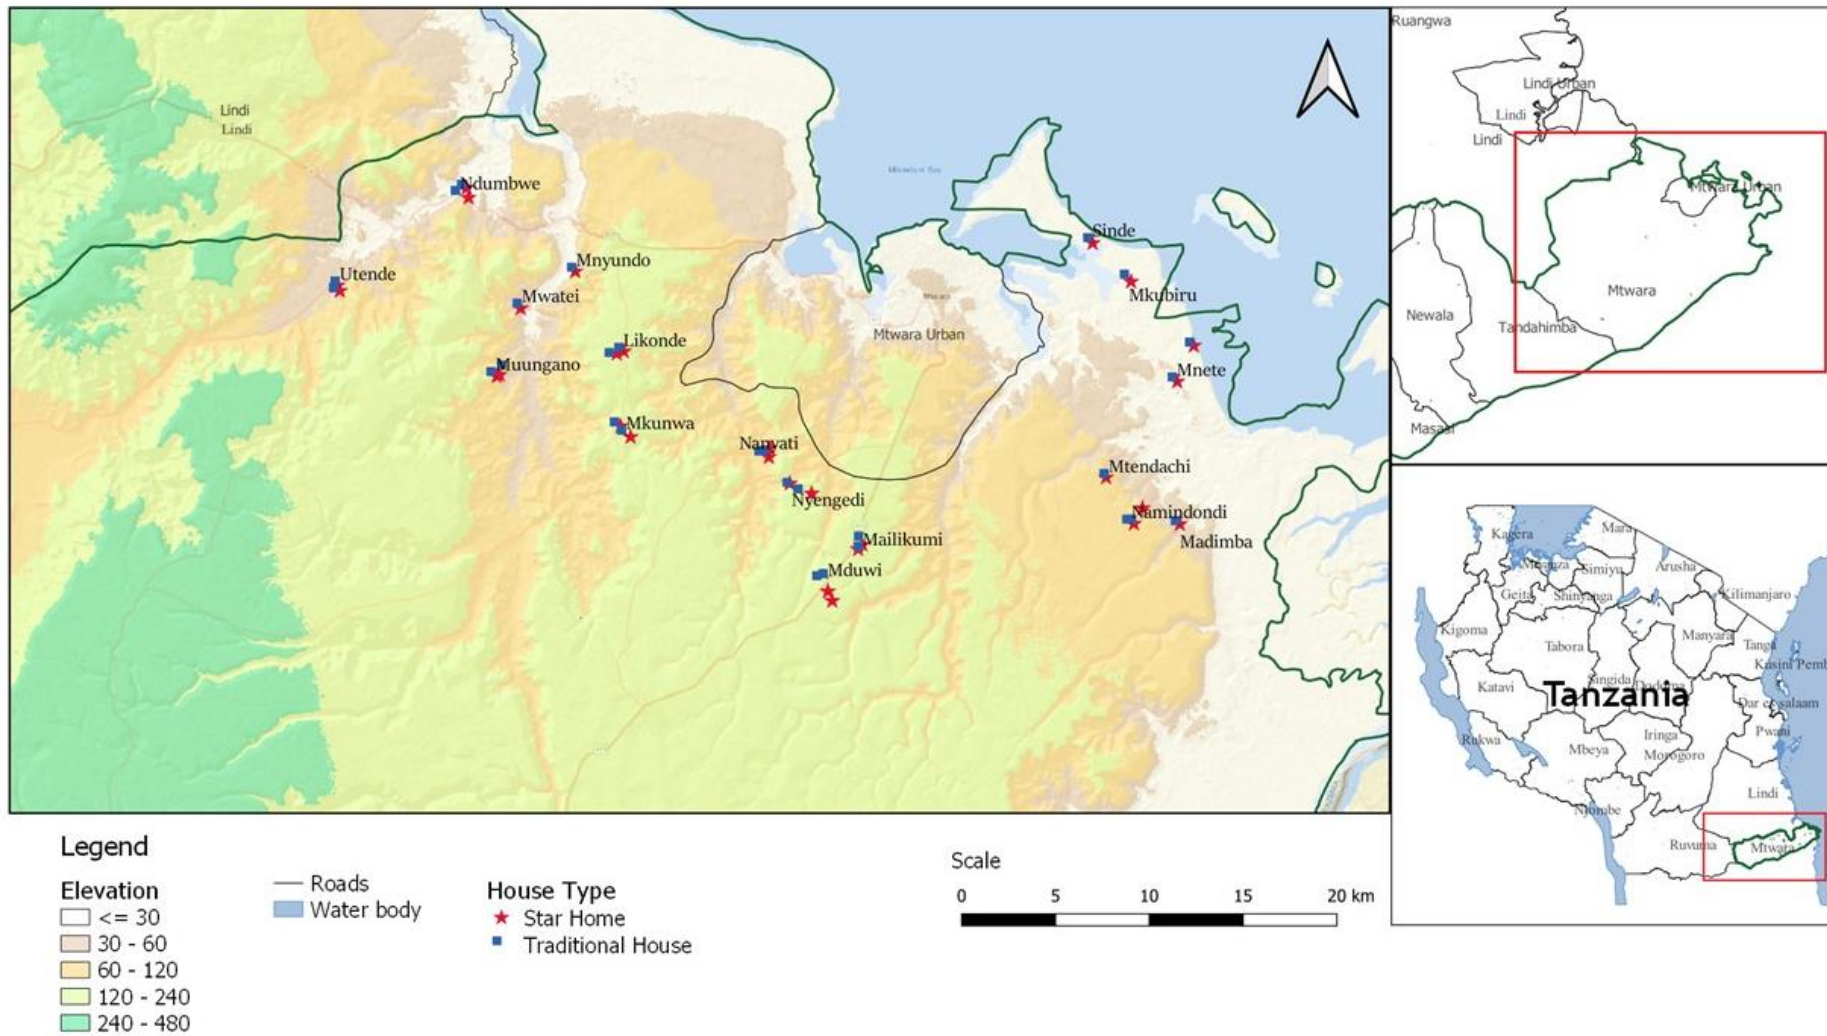 Lindi
Lindi
Ndumbwe
Utende
Mnyundo
Mwatei
Likonde
Muungano
Mkunwa
Nanyati
Nyengedi
Mailikumi
Mduwi
Mtwara Urban
Sinde
Mkubiru
Mnete
Mtendachi
Namindondi
Madimba
Ruangwa
Lindi Urban
Lindi
Lindi
Mtwara Urban
Mtwara
Newala
Tandahimba
Masasi
Kagera
Mara
Mwanza
Simiyu
Arusha
Geita
Shinyanga
Kilimanjaro
Kigoma
Tabora
Manyara
Tanga
Kusini Pemb
Katavi
Singida
Dodoma
Tanzania
Dar es salaam
Rukwa
Mbeya
Iringa
Morogoro
Pwani
Lindi
Njombe
Ruvuma
Mtwara
Legend
Elevation
<= 30
30 - 60
60 - 120
120 - 240
240 - 480
Roads
Water body
House Type
Star Home
Traditional House
Scale
0 5 10 15 20 km